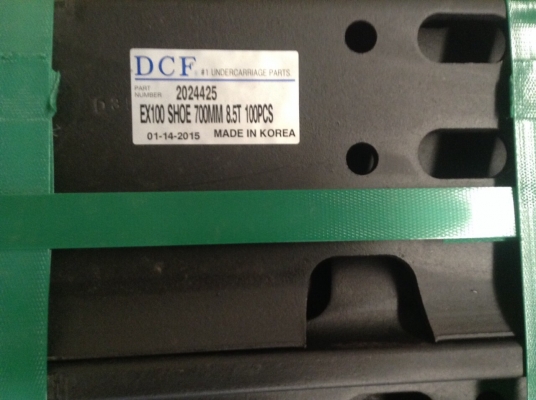 DCF #1 UNDERCARRIAGE PARTS
PART
NUMBER: 2024425
EX100 SHOE 700MM 8.5T 100PCS
01-14-2015 MADE IN KOREA